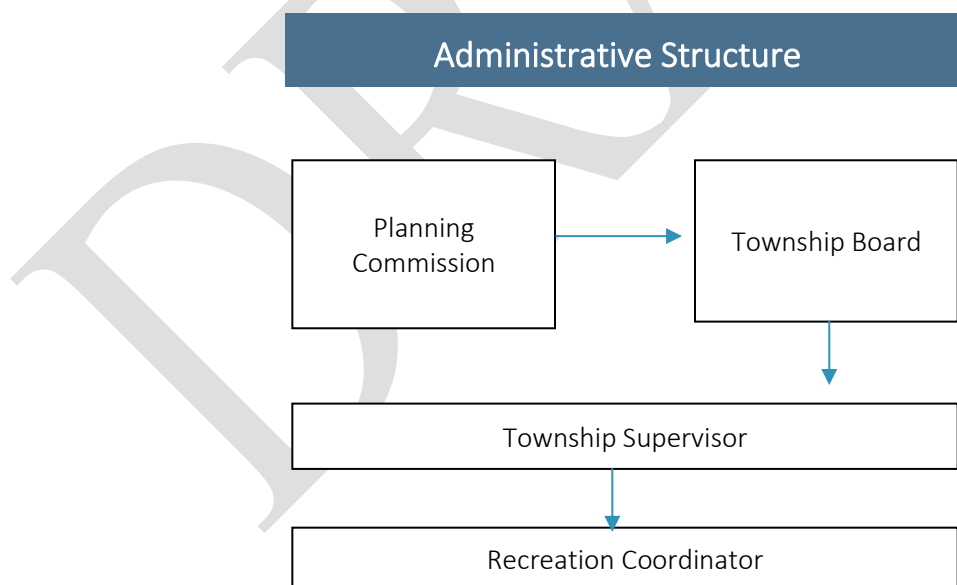 Administrative Structure
Planning
Commission
Township Board
Township Supervisor
Recreation Coordinator